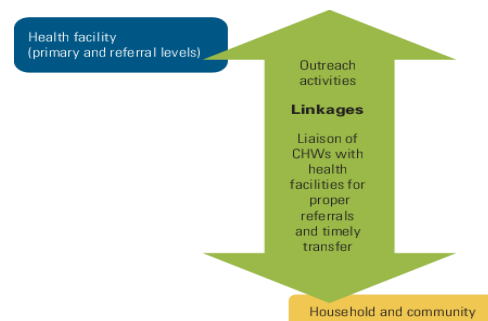 Health facility
(primary and referral levels)
Outreach
activities
Linkages
Liaison of
CHWs with
health
facilities for
proper
referrals
and timely
transfer
Household and community